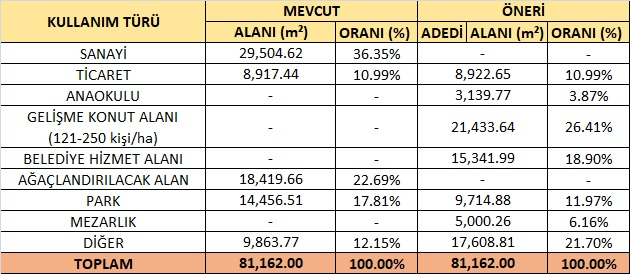 KULLANIM TÜRÜ MEVCUT ÖNERİ
ALANI (m²) ORANI (%) ADEDİ ALANI (m²) ORANI (%)
SANAYİ 29,504.62 36.35% - -
TİCARET 8,917.44 10.99% 8,922.65 10.99%
ANAOKULU - - 3,139.77 3.87%
GELİŞME KONUT ALANI
(121-250 kişi/ha) - - 21,433.64 26.41%
BELEDİYE HİZMET ALANI - - 15,341.99 18.90%
AĞAÇLANDIRILACAK ALAN 18,419.66 22.69% - -
PARK 14,456.51 17.81% 9,714.88 11.97%
MEZARLIK - - 5,000.26 6.16%
DİĞER 9,863.77 12.15% 17,608.81 21.70%
TOPLAM 81,162.00 100.00% 81,162.00 100.00%